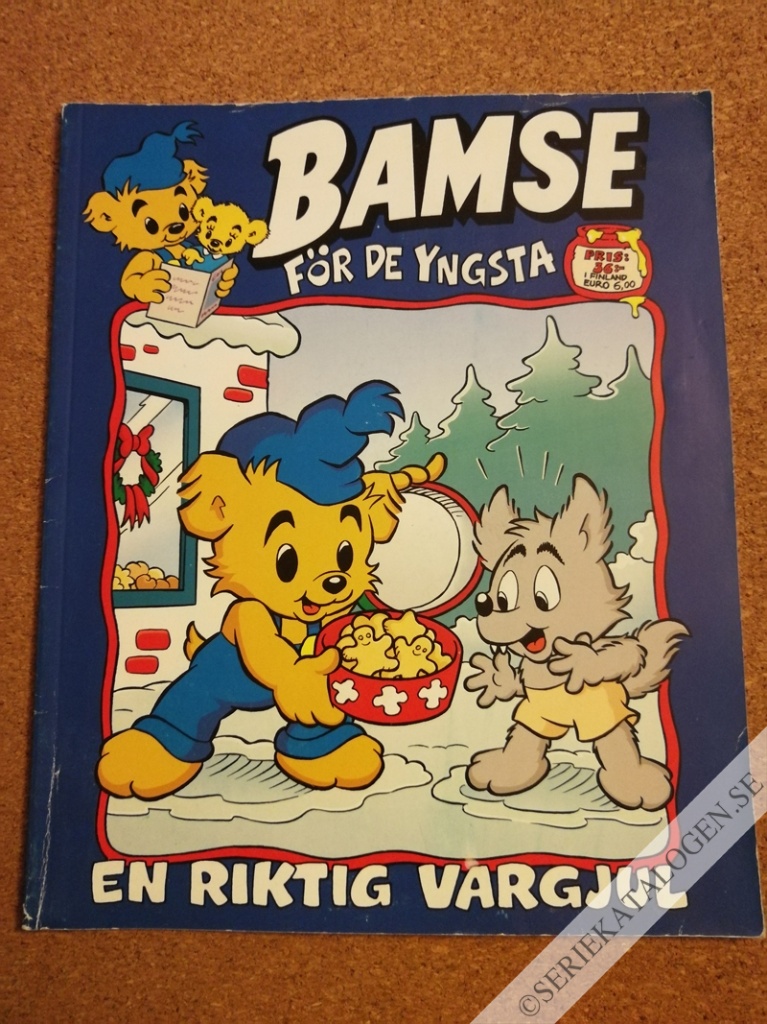 BAMSE
FÖR DE YNGSTA
PRIS:
36:-
I FINLAND
EURO 6,00
EN RIKTIG VARGJUL
©SERIEKATALOGEN.SE